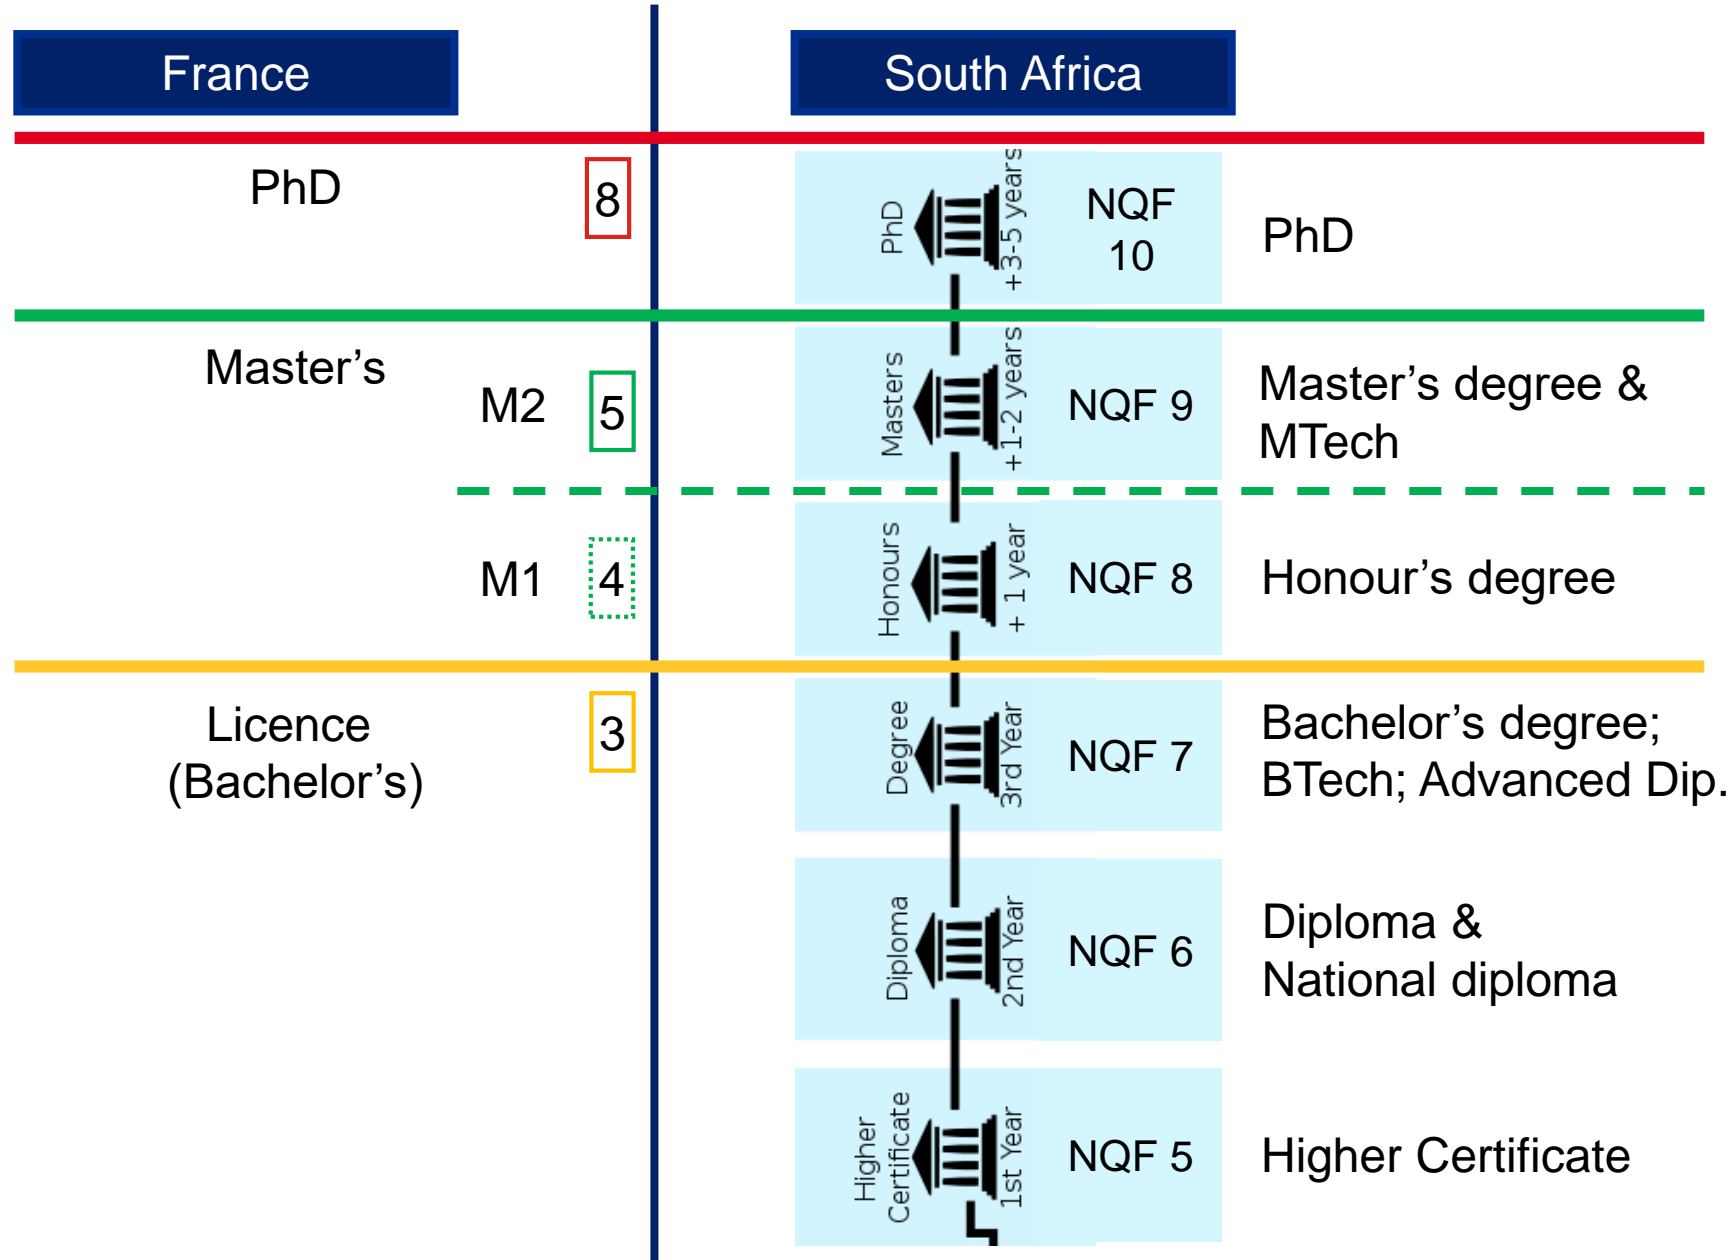 France
South Africa
PhD
8
PhD
+3-5 years
NQF
10
PhD
Master’s
M2
5
Masters
+1-2 years
NQF 9
Master’s degree &
MTech
M1
4
Honours
+ 1 year
NQF 8
Honour’s degree
Licence
(Bachelor’s)
3
Degree
3rd Year
NQF 7
Bachelor’s degree;
BTech; Advanced Dip.
Diploma
2nd Year
NQF 6
Diploma &
National diploma
Higher
Certificate
1st Year
NQF 5
Higher Certificate